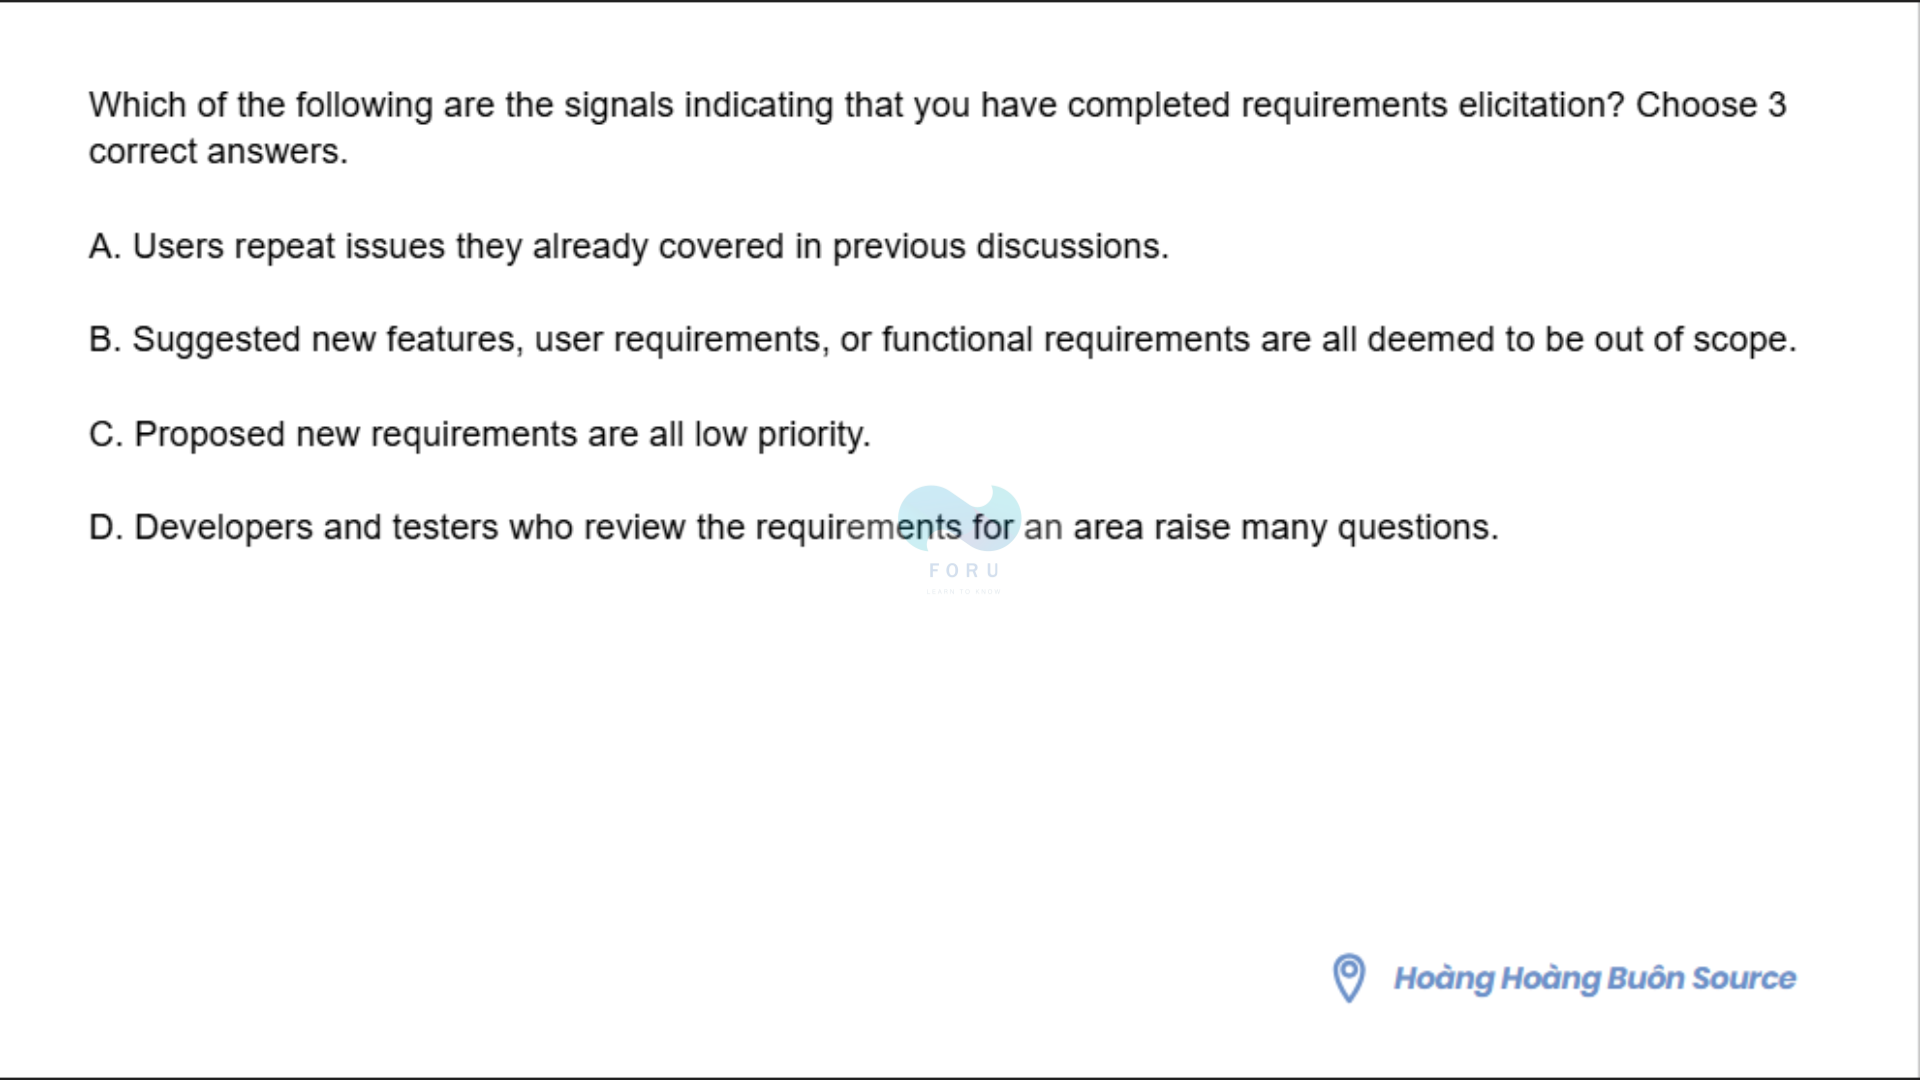 Which of the following are the signals indicating that you have completed requirements elicitation? Choose 3
correct answers.
A. Users repeat issues they already covered in previous discussions.
B. Suggested new features, user requirements, or functional requirements are all deemed to be out of scope.
C. Proposed new requirements are all low priority.
D. Developers and testers who review the requirements for an area raise many questions.
FORU
LEARN TO KNOW
Hoàng Hoàng Buôn Source